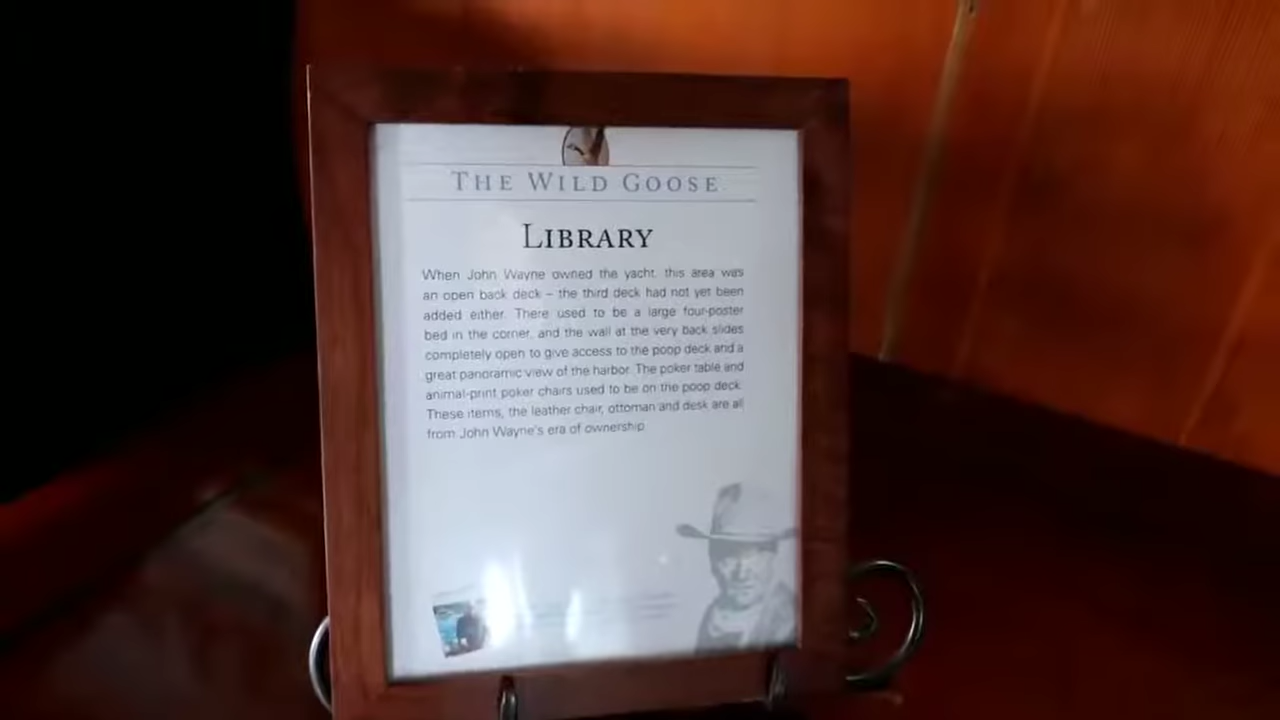 THE WILD GOOSE
LIBRARY
When John Wayne owned the yacht, this area was
an open back deck – the third deck had not yet been
added either. There used to be a large four-poster
bed in the corner, and the wall at the very back slides
completely open to give access to the poop deck and a
great panoramic view of the harbor. The poker table and
animal-print poker chairs used to be on the poop deck.
These items, the leather chair, ottoman and desk are all
from John Wayne's era of ownership.